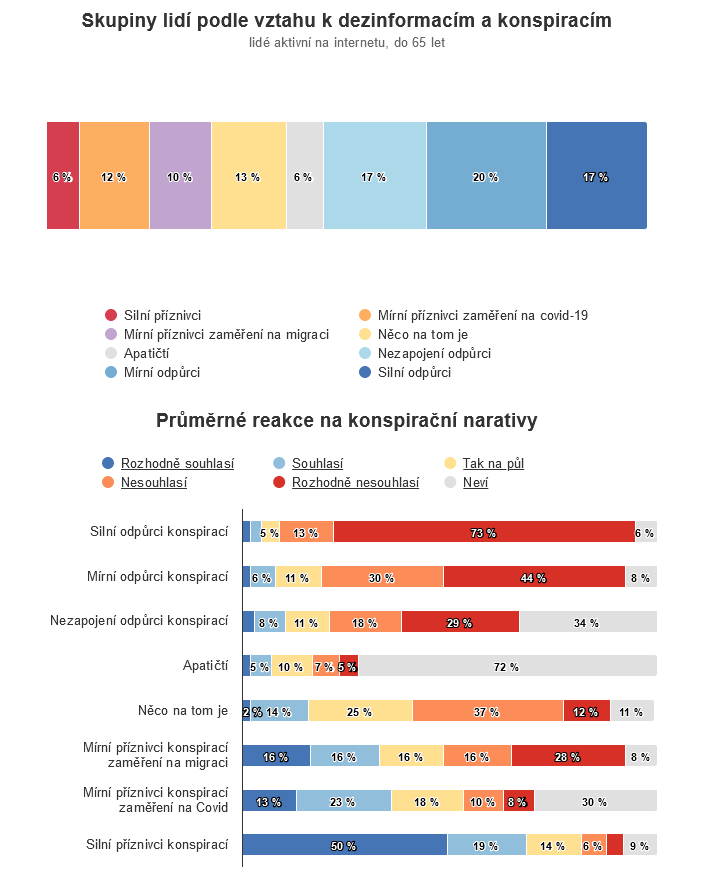 Skupiny lidí podle vztahu k dezinformacím a konspiracím
lidé aktivní na internetu, do 65 let
6 % 12 % 10 % 13 % 6 % 17 % 20 % 17 %
Silní příznivci Mírní příznivci zaměření na covid-19
Mírní příznivci zaměření na migraci Něco na tom je
Apatičtí Nezapojení odpůrci
Mírní odpůrci Silní odpůrci
Průměrné reakce na konspirační narativy
Rozhodně souhlasí Souhlasí Tak na půl
Nesouhlasí Rozhodně nesouhlasí Neví
Silní odpůrci konspirací 5 % 13 % 73 % 6 %
Mírní odpůrci konspirací 6 % 11 % 30 % 44 % 8 %
Nezapojení odpůrci konspirací 8 % 11 % 18 % 29 % 34 %
Apatičtí 5 % 10 % 7 % 5 % 72 %
Něco na tom je 2 % 14 % 25 % 37 % 12 % 11 %
Mírní příznivci konspirací
zaměření na migraci 16 % 16 % 16 % 16 % 28 % 8 %
Mírní příznivci konspirací
zaměření na Covid 13 % 23 % 18 % 10 % 8 % 30 %
Silní příznivci konspirací 50 % 19 % 14 % 6 % 9 %